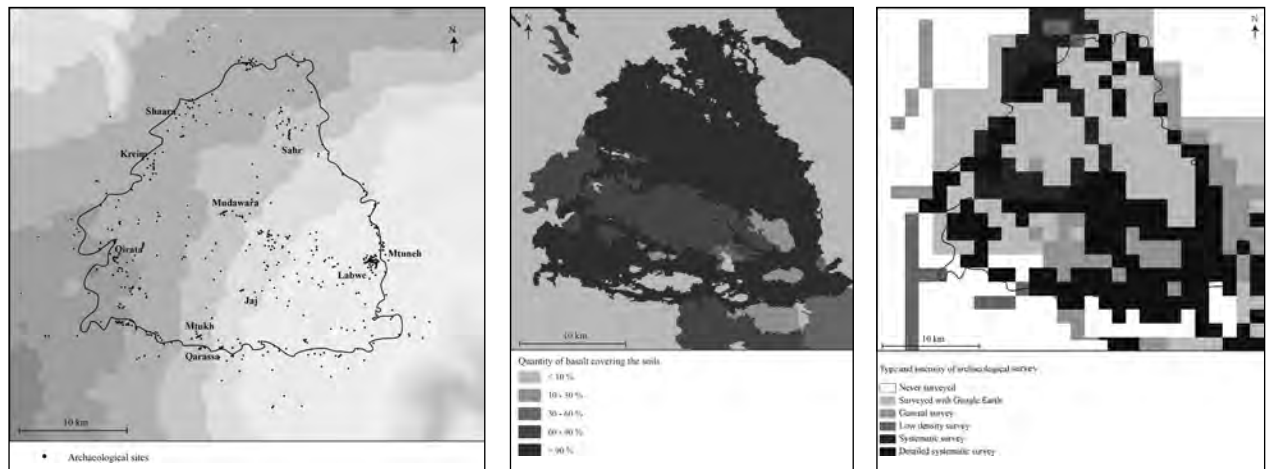 N
Shaara
Kreim
Sahr
Mudawara
Qirata
Mtuneh
Labwe
Jaj
Mtukh
Qarassa
10 km
Archaeological sites
N
10 km
Quantity of basalt covering the soils
< 10 %
10 - 30 %
30 - 60 %
60 - 90 %
> 90 %
N
10 km
Type and intensity of archaeological survey
Never surveyed
Surveyed with Google Earth
General survey
Low density survey
Systematic survey
Detailed systematic survey